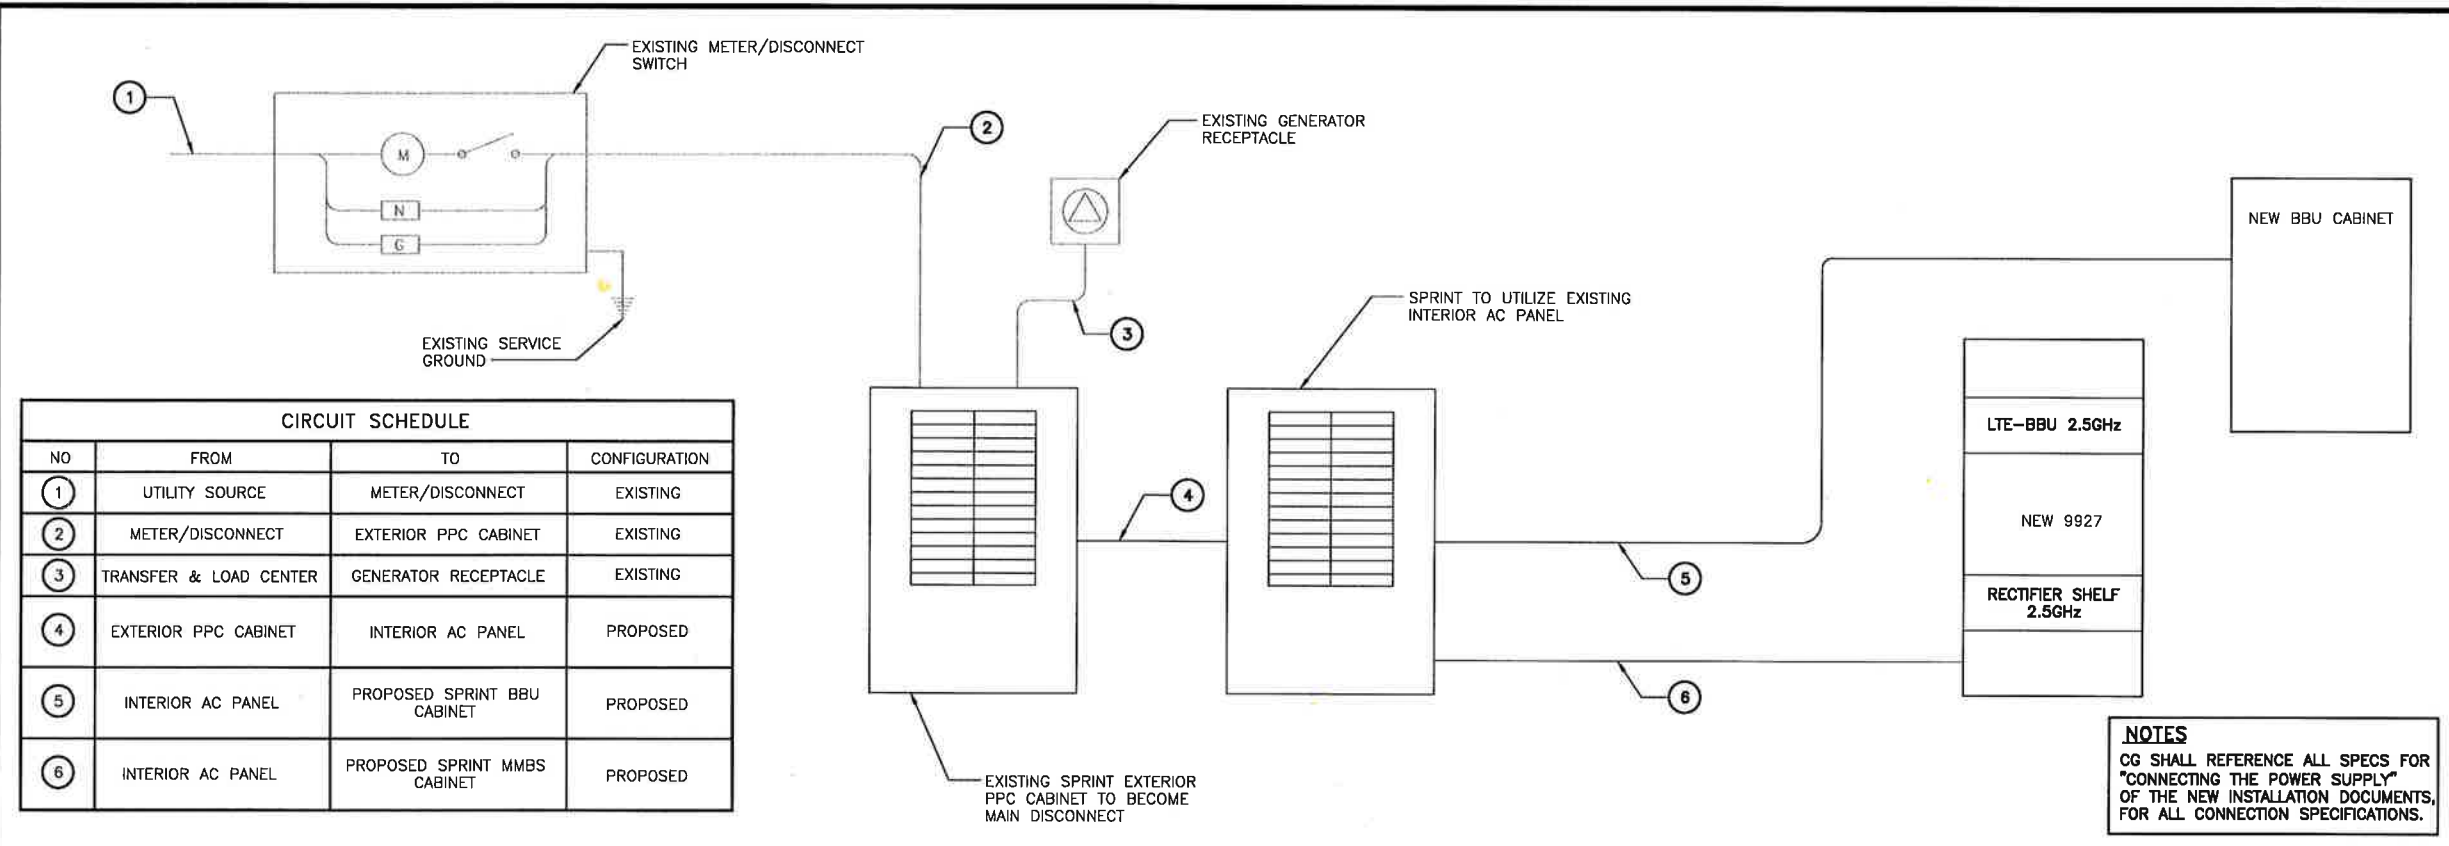 EXISTING METER/DISCONNECT
SWITCH
1
M
N
G
EXISTING SERVICE
GROUND
2
EXISTING GENERATOR
RECEPTACLE
3
SPRINT TO UTILIZE EXISTING
INTERIOR AC PANEL
NEW BBU CABINET
4
5
6
LTE-BBU 2.5GHz
NEW 9927
RECTIFIER SHELF
2.5GHz
EXISTING SPRINT EXTERIOR
PPC CABINET TO BECOME
MAIN DISCONNECT
CIRCUIT SCHEDULE
NO FROM TO CONFIGURATION
1 UTILITY SOURCE METER/DISCONNECT EXISTING
2 METER/DISCONNECT EXTERIOR PPC CABINET EXISTING
3 TRANSFER & LOAD CENTER GENERATOR RECEPTACLE EXISTING
4 EXTERIOR PPC CABINET INTERIOR AC PANEL PROPOSED
5 INTERIOR AC PANEL PROPOSED SPRINT BBU
CABINET PROPOSED
6 INTERIOR AC PANEL PROPOSED SPRINT MMBS
CABINET PROPOSED
NOTES
CG SHALL REFERENCE ALL SPECS FOR
"CONNECTING THE POWER SUPPLY"
OF THE NEW INSTALLATION DOCUMENTS,
FOR ALL CONNECTION SPECIFICATIONS.